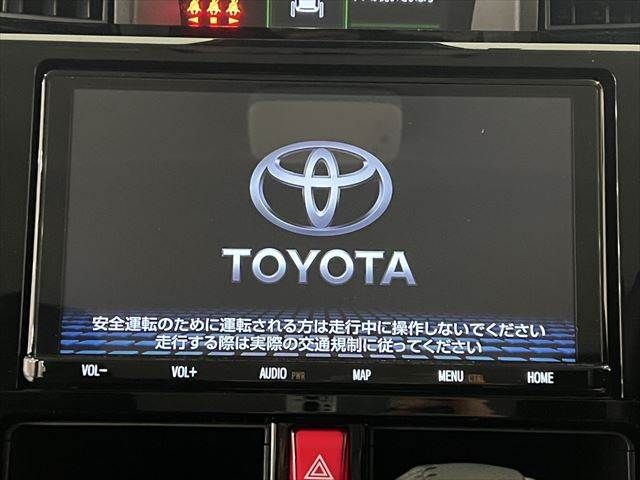 TOYOTA
安全運転のために運転される方は走行中に操作しないでください
走行する際は実際の交通規制に従ってください
VOL− VOL+ AUDIO PWR MAP MENU CTRL HOME